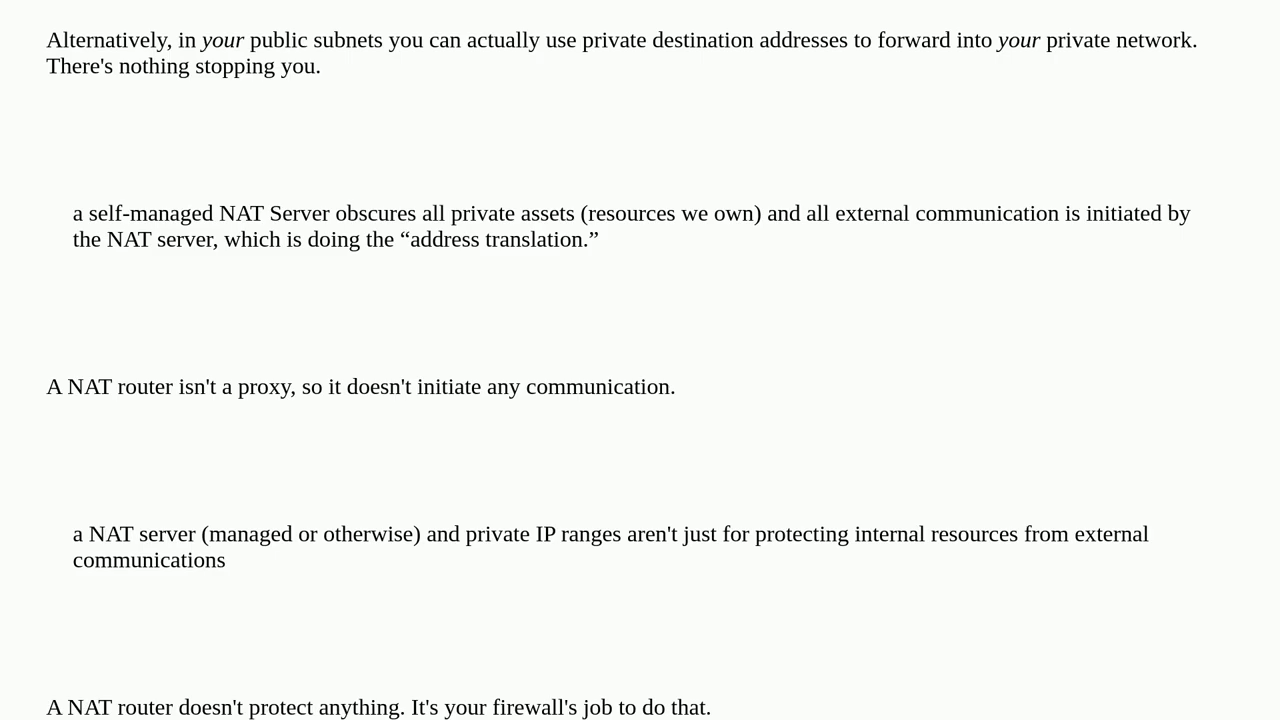 Alternatively, in your public subnets you can actually use private destination addresses to forward into your private network.
There's nothing stopping you.
a self-managed NAT Server obscures all private assets (resources we own) and all external communication is initiated by
the NAT server, which is doing the “address translation.”
A NAT router isn't a proxy, so it doesn't initiate any communication.
a NAT server (managed or otherwise) and private IP ranges aren't just for protecting internal resources from external
communications
A NAT router doesn't protect anything. It's your firewall's job to do that.